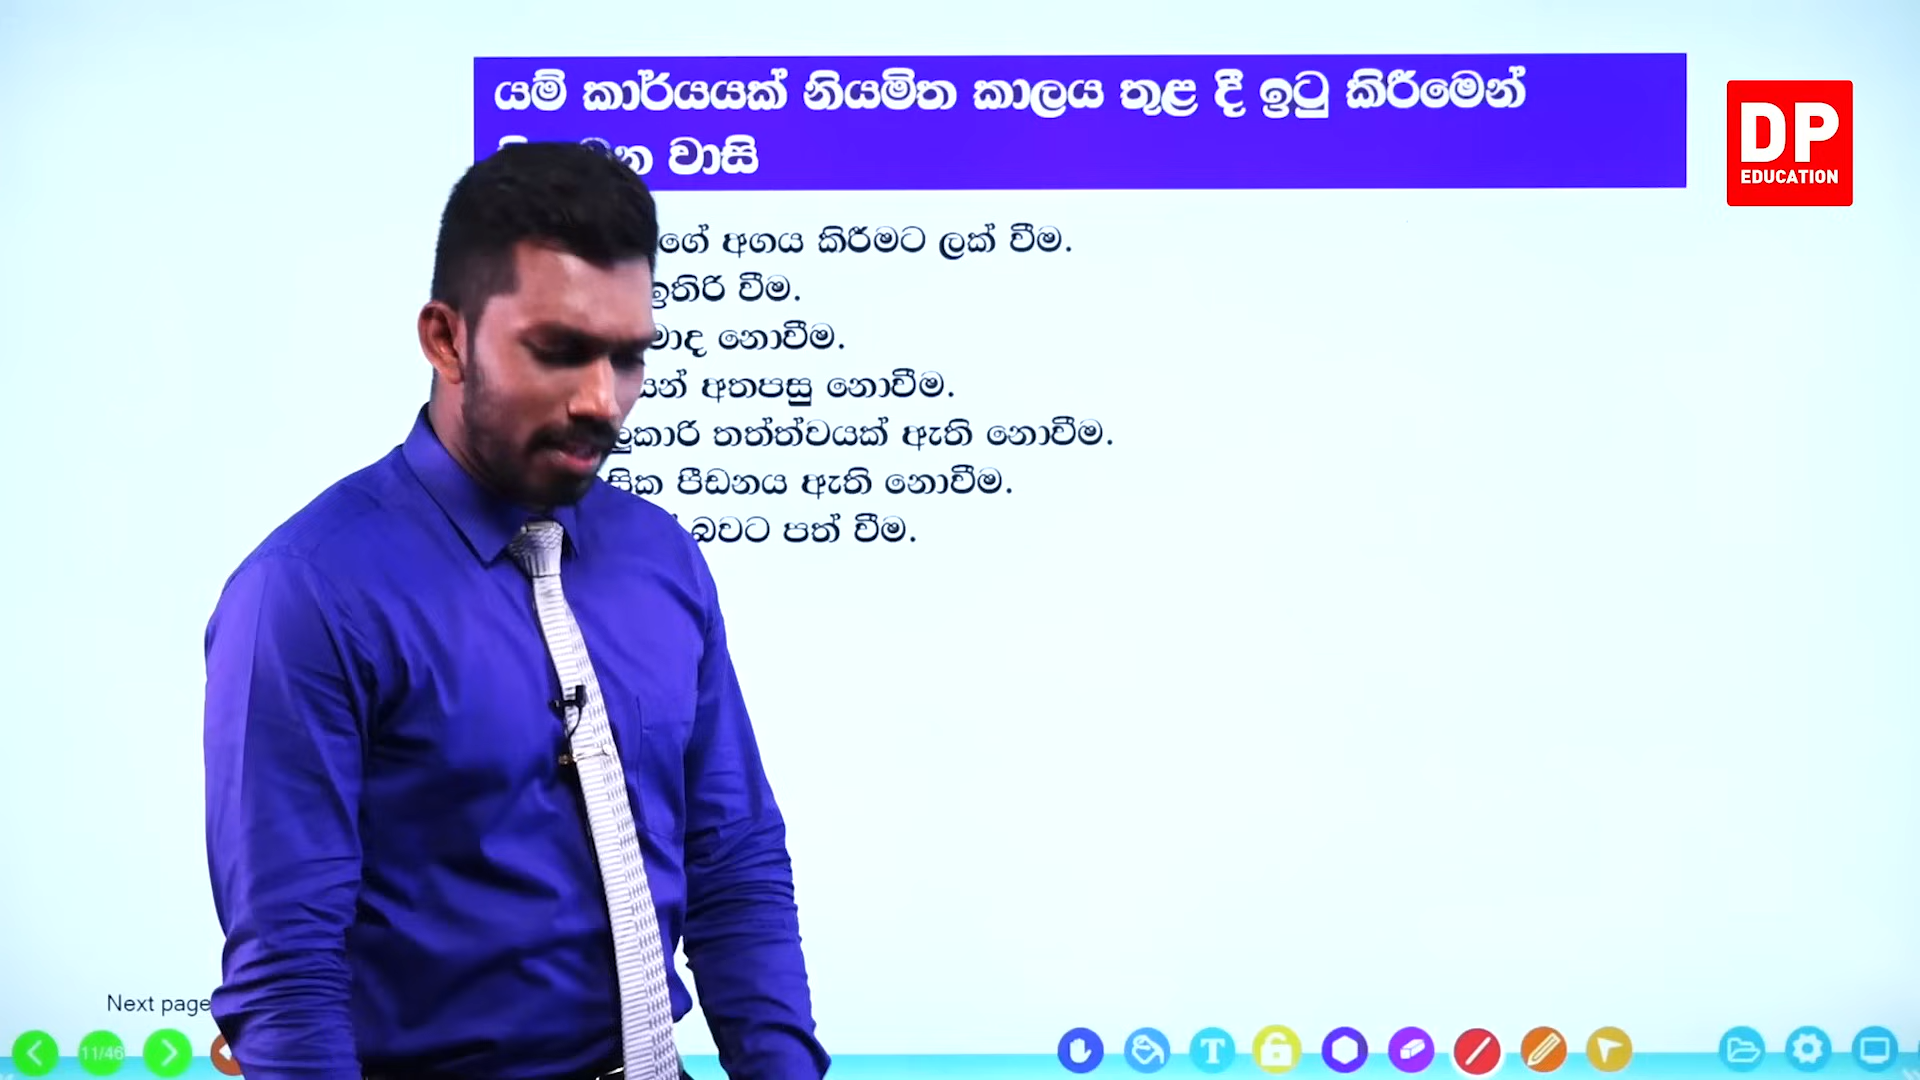 යම් කාර්යයක් නියමිත කාලය තුළ දී ඉටු කිරීමෙන්
වාසි
DP
EDUCATION
අගය කිරීමට ලක් වීම.
ඉතිරි වීම.
නොවීම.
අතපසු නොවීම.
තත්ත්වයක් ඇති නොවීම.
පීඩනය ඇති නොවීම.
බවට පත් වීම.
Next page
11/46
T